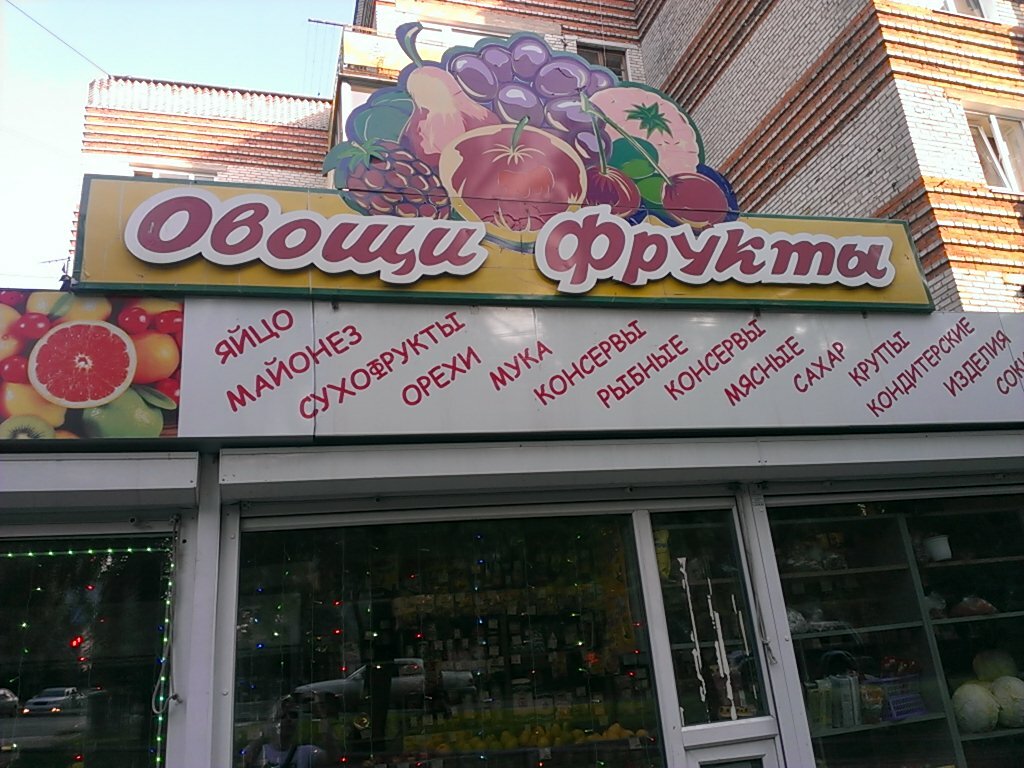 Овощи Фрукты
ЯЙЦО
МАЙОНЕЗ
СУХОФРУКТЫ
ОРЕХИ
МУКА
КОНСЕРВЫ
РЫБНЫЕ
КОНСЕРВЫ
МЯСНЫЕ
САХАР
КРУПЫ
КОНДИТЕРСКИЕ
ИЗДЕЛИЯ
СОКИ